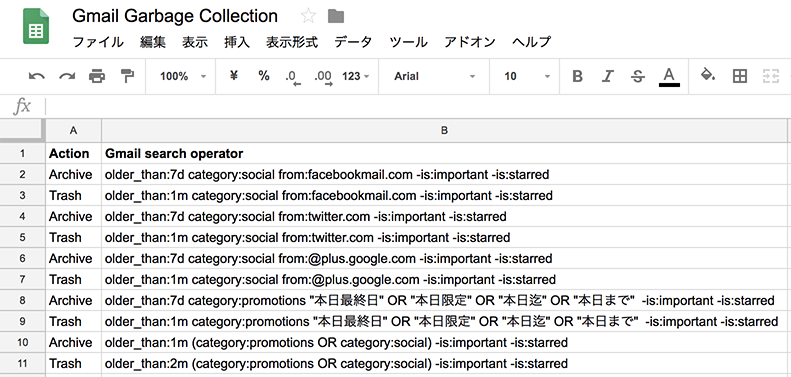 Gmail Garbage Collection
ファイル 編集 表示 挿入 表示形式 データ ツール アドオン ヘルプ
100% ¥ % .0 .00 123 Arial 10 B I S A
fx
A B
1 Action Gmail search operator
2 Archive older_than:7d category:social from:facebookmail.com -is:important -is:starred
3 Trash older_than:1m category:social from:facebookmail.com -is:important -is:starred
4 Archive older_than:7d category:social from:twitter.com -is:important -is:starred
5 Trash older_than:1m category:social from:twitter.com -is:important -is:starred
6 Archive older_than:7d category:social from:@plus.google.com -is:important -is:starred
7 Trash older_than:1m category:social from:@plus.google.com -is:important -is:starred
8 Archive older_than:7d category:promotions "本日最終日" OR "本日限定" OR "本日迄" OR "本日まで" -is:important -is:starred
9 Trash older_than:1m category:promotions "本日最終日" OR "本日限定" OR "本日迄" OR "本日まで" -is:important -is:starred
10 Archive older_than:1m (category:promotions OR category:social) -is:important -is:starred
11 Trash older_than:2m (category:promotions OR category:social) -is:important -is:starred